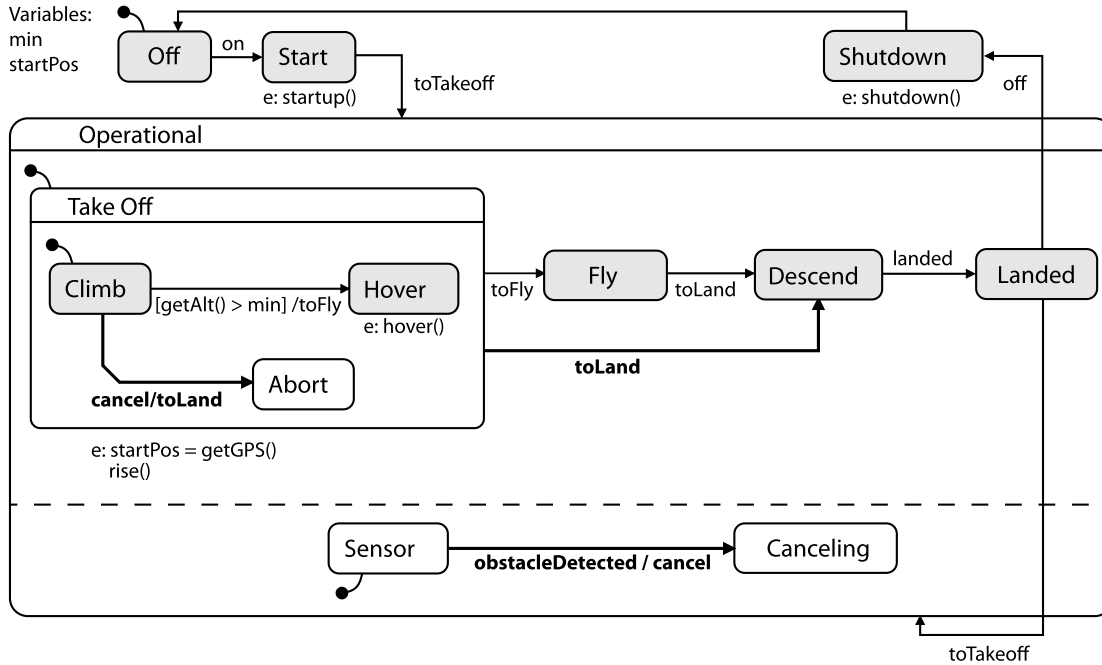 Variables:
min
startPos
Off
on
Start
e: startup()
toTakeoff
Shutdown
e: shutdown()
off
Operational
Take Off
Climb
[getAlt() > min] /toFly
Hover
e: hover()
cancel/toLand
Abort
e: startPos = getGPS()
rise()
toFly
Fly
toLand
Descend
landed
Landed
toLand
Sensor
obstacleDetected / cancel
Canceling
toTakeoff